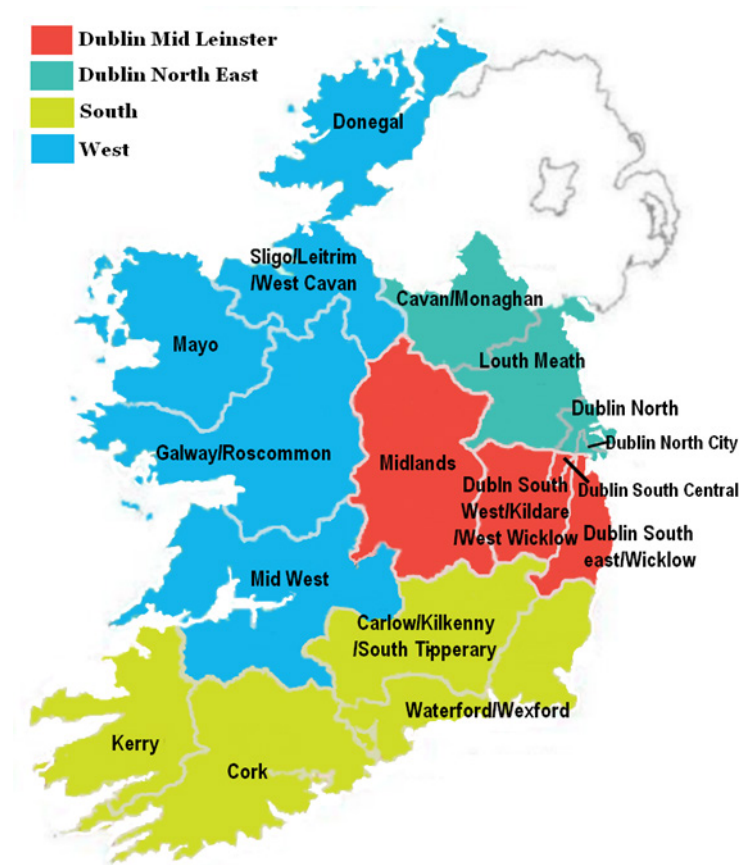 Dublin Mid Leinster
Dublin North East
South
West
Donegal
Sligo/Leitrim
/West Cavan
Cavan/Monaghan
Mayo
Louth Meath
Dublin North
Dublin North City
Galway/Roscommon
Midlands
Dubln South
West/Kildare
/West Wicklow
Dublin South Central
Dublin South
east/Wicklow
Mid West
Carlow/Kilkenny
/South Tipperary
Waterford/Wexford
Kerry
Cork